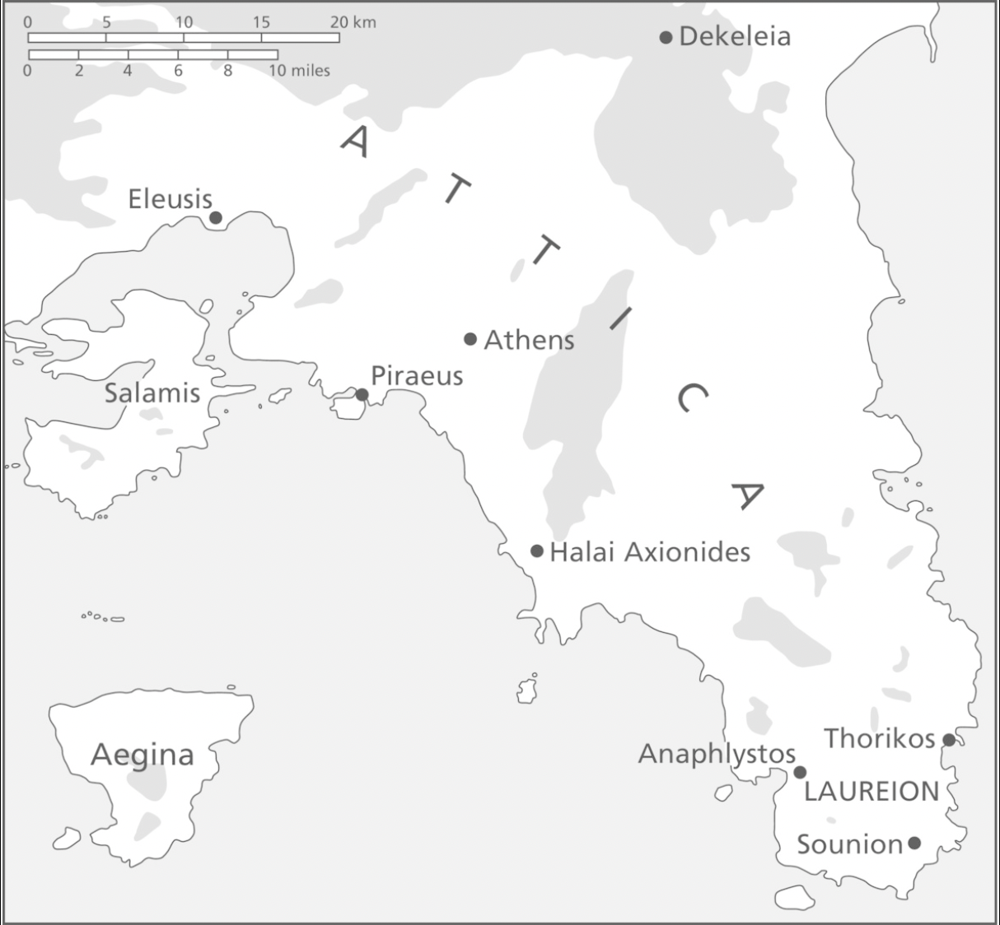 0 5 10 15 20 km
0 2 4 6 8 10 miles
Dekeleia
ATTICA
Eleusis
Athens
Piraeus
Salamis
Halai Axionides
Thorikos
Aegina
Anaphlystos
LAUREION
Sounion